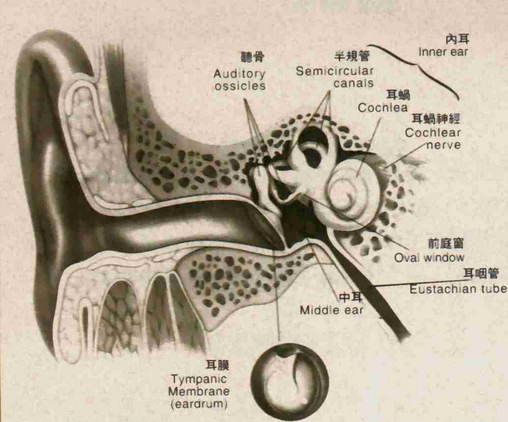 聽骨
Auditory
ossicles
半規管
Semicircular
canals
內耳
Inner ear
耳蝸
Cochlea
耳蝸神經
Cochlear
nerve
前庭窗
Oval window
耳咽管
Eustachian tube
中耳
Middle ear
耳膜
Tympanic
Membrane
(eardrum)